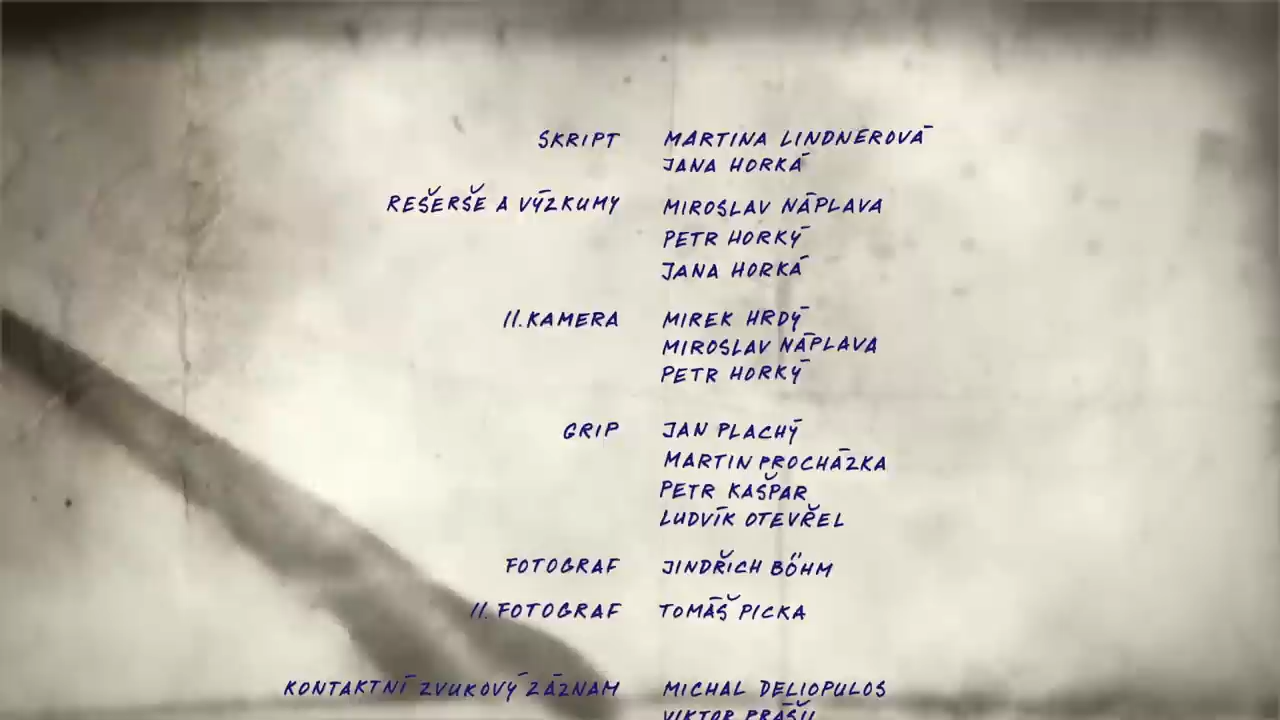 SKRIPT MARTINA LINDNEROVÁ
JANA HORKÁ
REŠERŠE A VÝZKUMY MIROSLAV NÁPLAVA
PETR HORKÝ
JANA HORKÁ
II. KAMERA MIREK HRDÝ
MIROSLAV NÁPLAVA
PETR HORKÝ
GRIP JAN PLACHÝ
MARTIN PROCHÁZKA
PETR KAŠPAR
LUDVÍK OTEVŘEL
FOTOGRAF JINDŘICH BÖHM
II. FOTOGRAF TOMÁŠ PICKA
KONTAKTNÍ ZVUKOVÝ ZÁZNAM MICHAL DELIOPULOS
VIKTOR